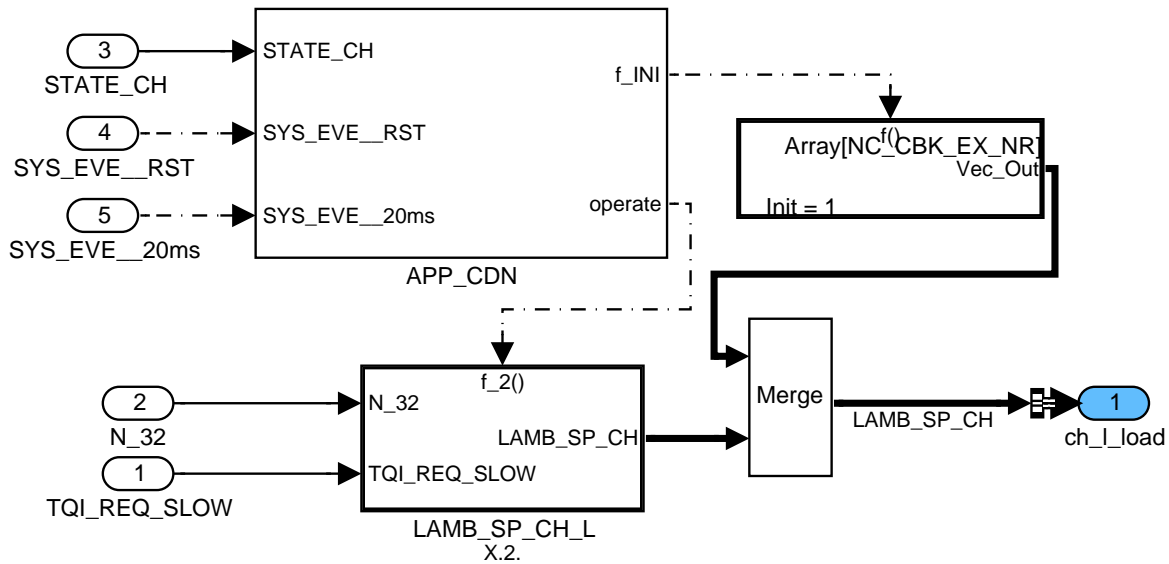 3
STATE_CH
4
SYS_EVE__RST
5
SYS_EVE__20ms
STATE_CH
SYS_EVE__RST
SYS_EVE__20ms
f_INI
operate
APP_CDN
f()
Array[NC_CBK_EX_NR]
Vec_Out
Init = 1
2
N_32
1
TQI_REQ_SLOW
f_2()
N_32
LAMB_SP_CH
TQI_REQ_SLOW
LAMB_SP_CH_L
X.2.
Merge
LAMB_SP_CH
1
ch_l_load